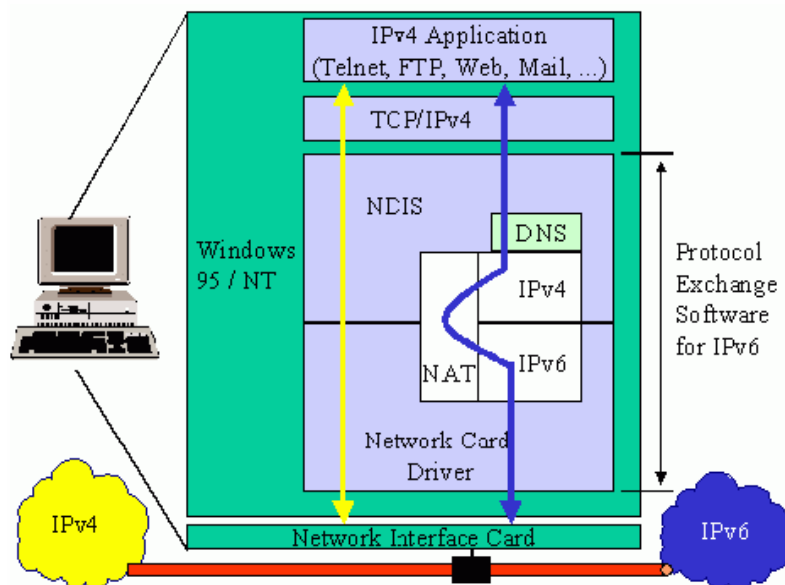 IPv4 Application
(Telnet, FTP, Web, Mail, ...)
TCP/IPv4
NDIS
DNS
Windows
95 / NT
IPv4
NAT
IPv6
Protocol
Exchange
Software
for IPv6
Network Card
Driver
IPv4
Network Interface Card
IPv6